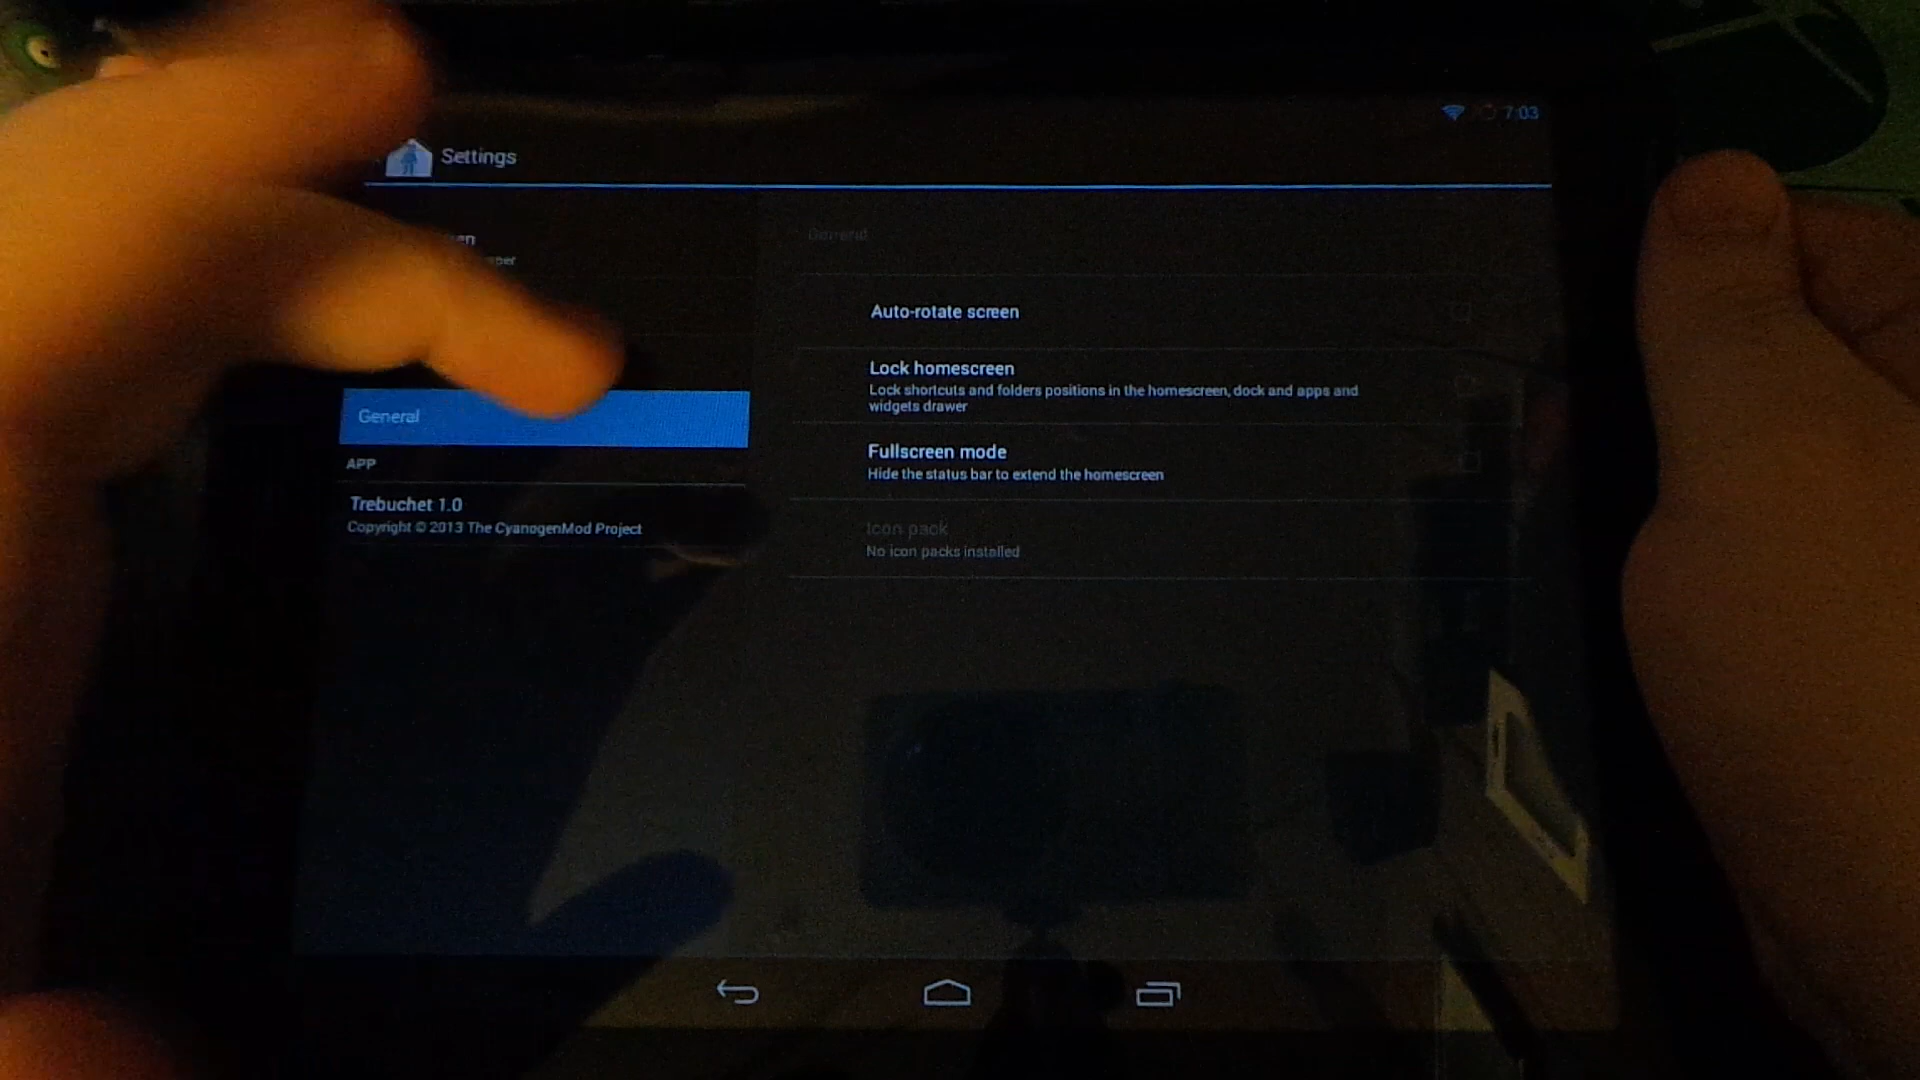 7:03
Settings
General
Auto-rotate screen
Lock homescreen
Lock shortcuts and folders positions in the homescreen, dock and apps and
widgets drawer
Fullscreen mode
Hide the status bar to extend the homescreen
Icon pack
No icon packs installed
General
APP
Trebuchet 1.0
Copyright © 2013 The CyanogenMod Project